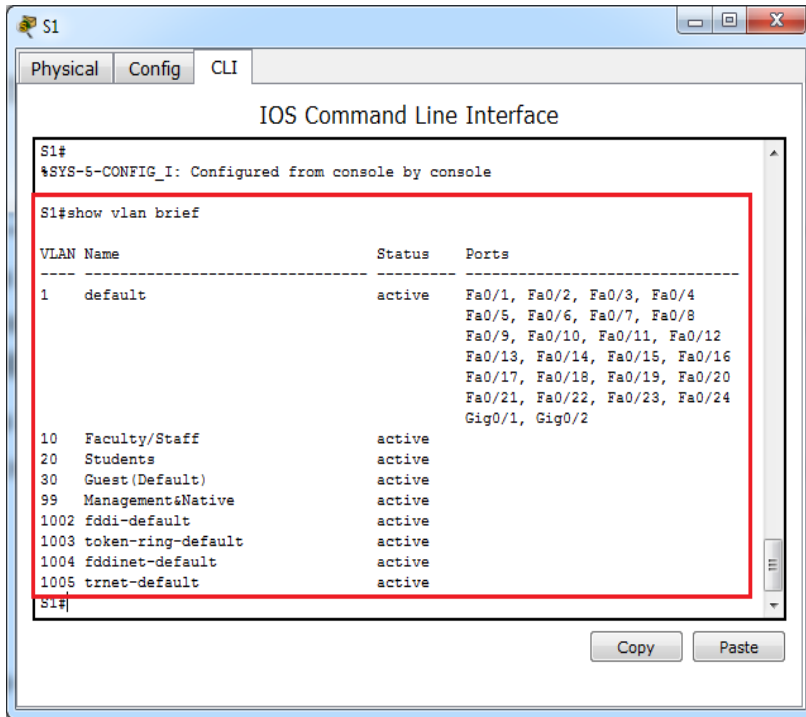 S1
Physical Config CLI
IOS Command Line Interface
S1#
%SYS-5-CONFIG_I: Configured from console by console
S1#show vlan brief
VLAN Name Status Ports
---- -------------------------------- --------- -------------------------------
1 default active Fa0/1, Fa0/2, Fa0/3, Fa0/4
Fa0/5, Fa0/6, Fa0/7, Fa0/8
Fa0/9, Fa0/10, Fa0/11, Fa0/12
Fa0/13, Fa0/14, Fa0/15, Fa0/16
Fa0/17, Fa0/18, Fa0/19, Fa0/20
Fa0/21, Fa0/22, Fa0/23, Fa0/24
Gig0/1, Gig0/2
10 Faculty/Staff active
20 Students active
30 Guest(Default) active
99 Management&Native active
1002 fddi-default active
1003 token-ring-default active
1004 fddinet-default active
1005 trnet-default active
S1#
Copy Paste